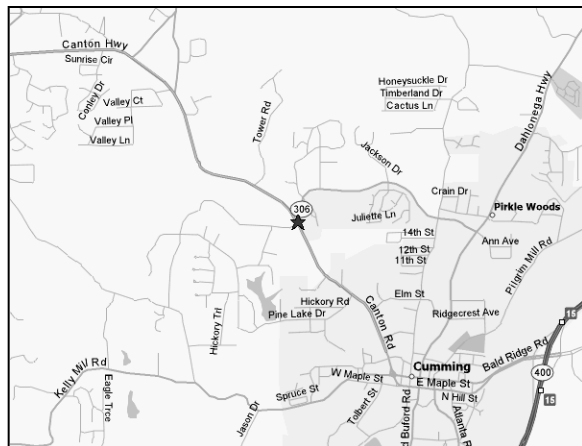 Canton Hwy
Sunrise Cir
Conley Dr
Valley Ct
Valley Pl
Valley Ln
Tower Rd
Honeysuckle Dr
Timberland Dr
Cactus Ln
Dahlonega Hwy
Jackson Dr
Crain Dr
306
Juliette Ln
Pirkle Woods
14th St
12th St
11th St
Ann Ave
Pilgrim Mill Rd
Hickory Rd
Pine Lake Dr
Canton Rd
Elm St
Ridgecrest Ave
Hickory Trl
15
Kelly Mill Rd
Eagle Trce
W Maple St
Cumming
Bald Ridge Rd
400
Spruce St
E Maple St
N Hill St
15
Jason Dr
Tolbert St
d Buford Rd
Atlanta Rd